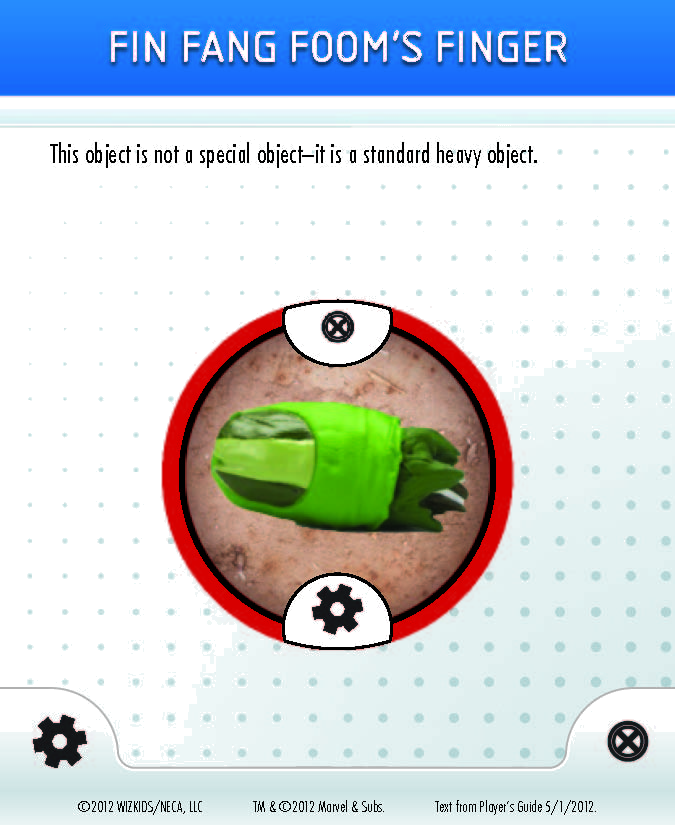 FIN FANG FOOM'S FINGER
This object is not a special object–it is a standard heavy object.
©2012 WIZKIDS/NECA, LLC TM & ©2012 Marvel & Subs. Text from Player's Guide 5/1/2012.